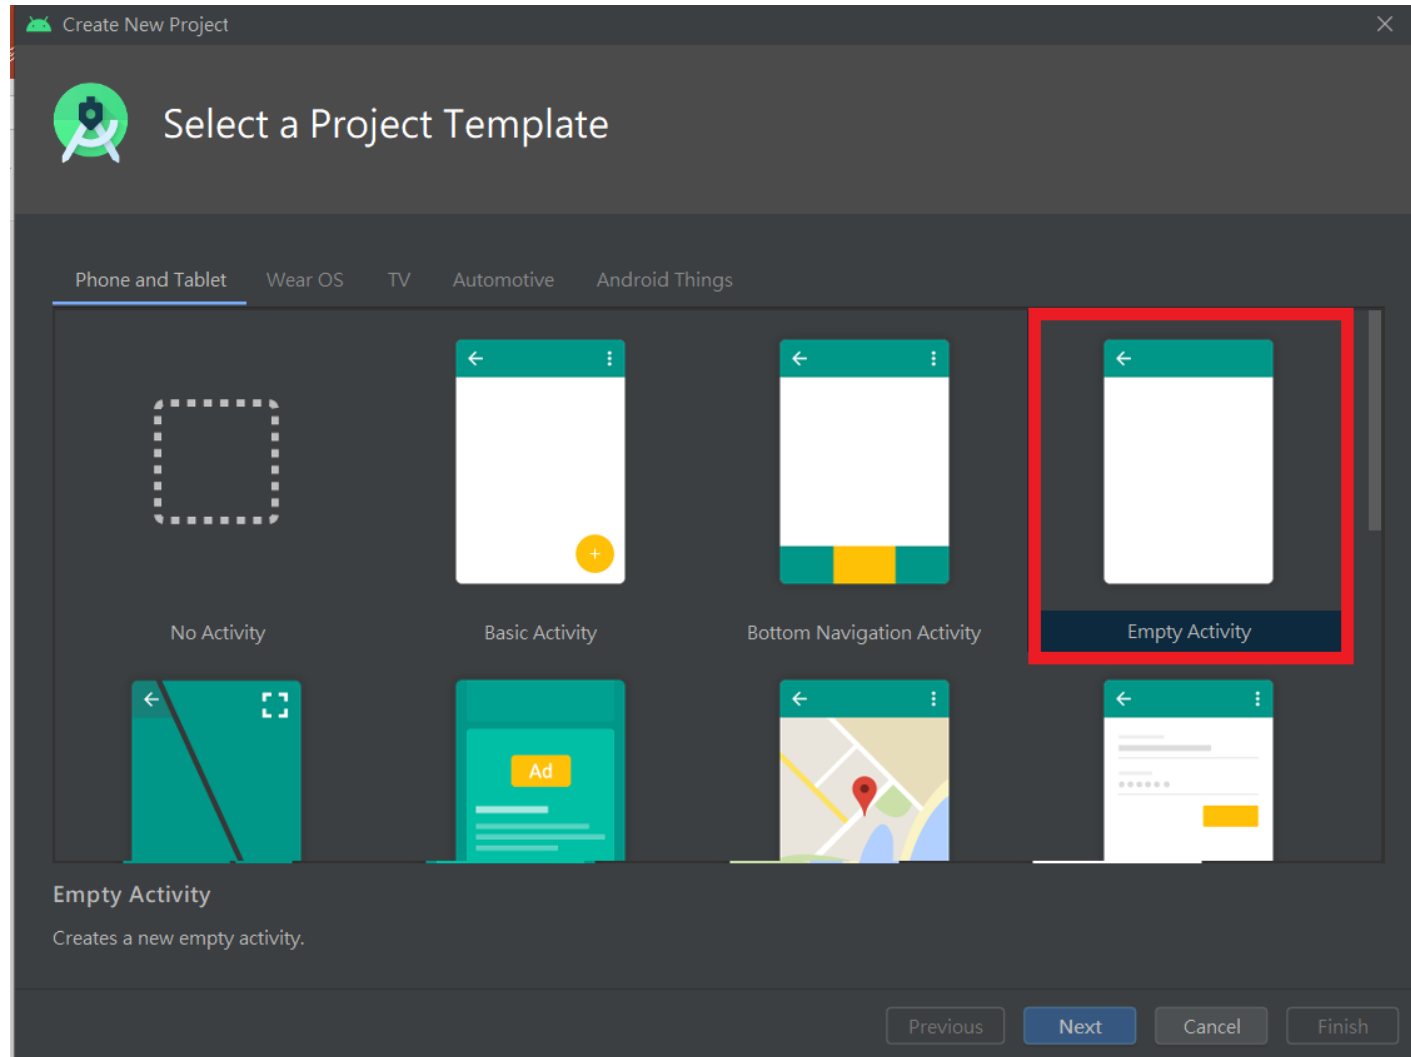 Create New Project
Select a Project Template
Phone and Tablet Wear OS TV Automotive Android Things
No Activity Basic Activity Bottom Navigation Activity Empty Activity
Ad
Empty Activity
Creates a new empty activity.
Previous Next Cancel Finish